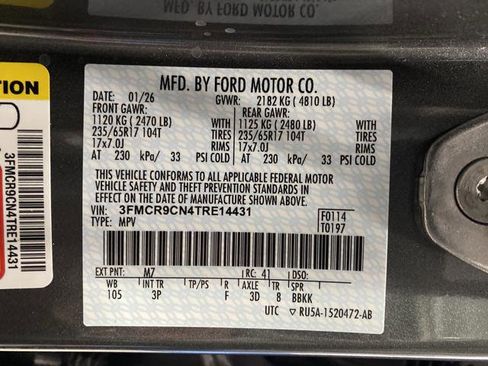 MFD. BY FORD MOTOR CO.
MFD. BY FORD MOTOR CO.
DATE: 01/26 GVWR: 2182 KG ( 4810 LB)
FRONT GAWR: REAR GAWR:
1120 KG ( 2470 LB) WITH 1125 KG ( 2480 LB) WITH
235/65R17 104T TIRES 235/65R17 104T TIRES
17x7.0J RIMS 17x7.0J RIMS
AT 230 kPa/ 33 PSI COLD AT 230 kPa/ 33 PSI COLD
THIS VEHICLE CONFORMS TO ALL APPLICABLE FEDERAL MOTOR
VEHICLE SAFETY AND THEFT PREVENTION STANDARDS IN
EFFECT ON THE DATE OF MANUFACTURE SHOWN ABOVE.
VIN: 3FMCR9CN4TRE14431 F0114
TYPE: MPV T0197
EXT PNT: M7 RC: 41 DSO:
WB INT TR TP/PS R AXLE TR SPR
105 3P F 3D 8 BBKK
UTC ▽ RU5A-1520472-AB
TION
3FMCR9CN4TRE14431